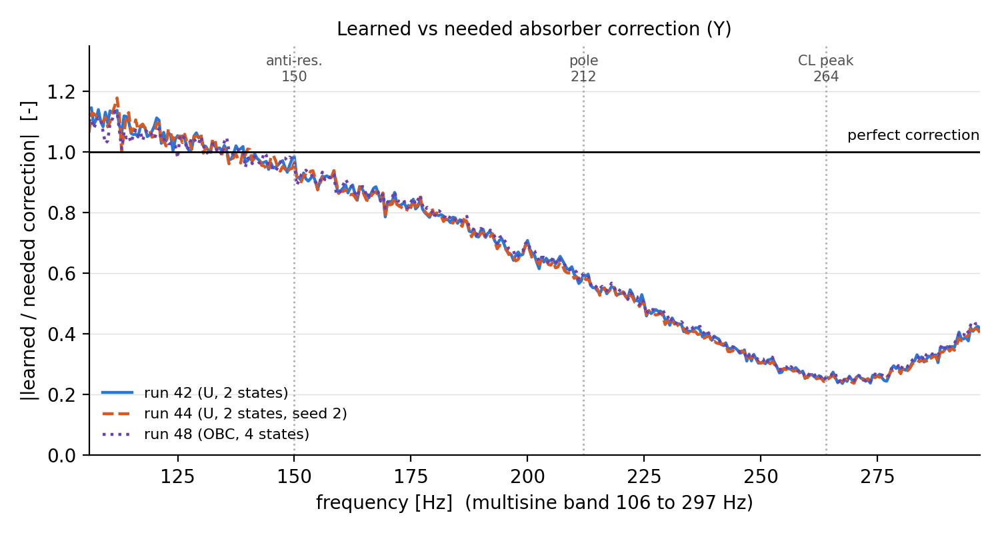 Learned vs needed absorber correction (Y)
anti-res.
150
pole
212
CL peak
264
perfect correction
|learned / needed correction|  [-]
1.2
1.0
0.8
0.6
0.4
0.2
0.0
run 42 (U, 2 states)
run 44 (U, 2 states, seed 2)
run 48 (OBC, 4 states)
125
150
175
200
225
250
275
frequency [Hz]  (multisine band 106 to 297 Hz)